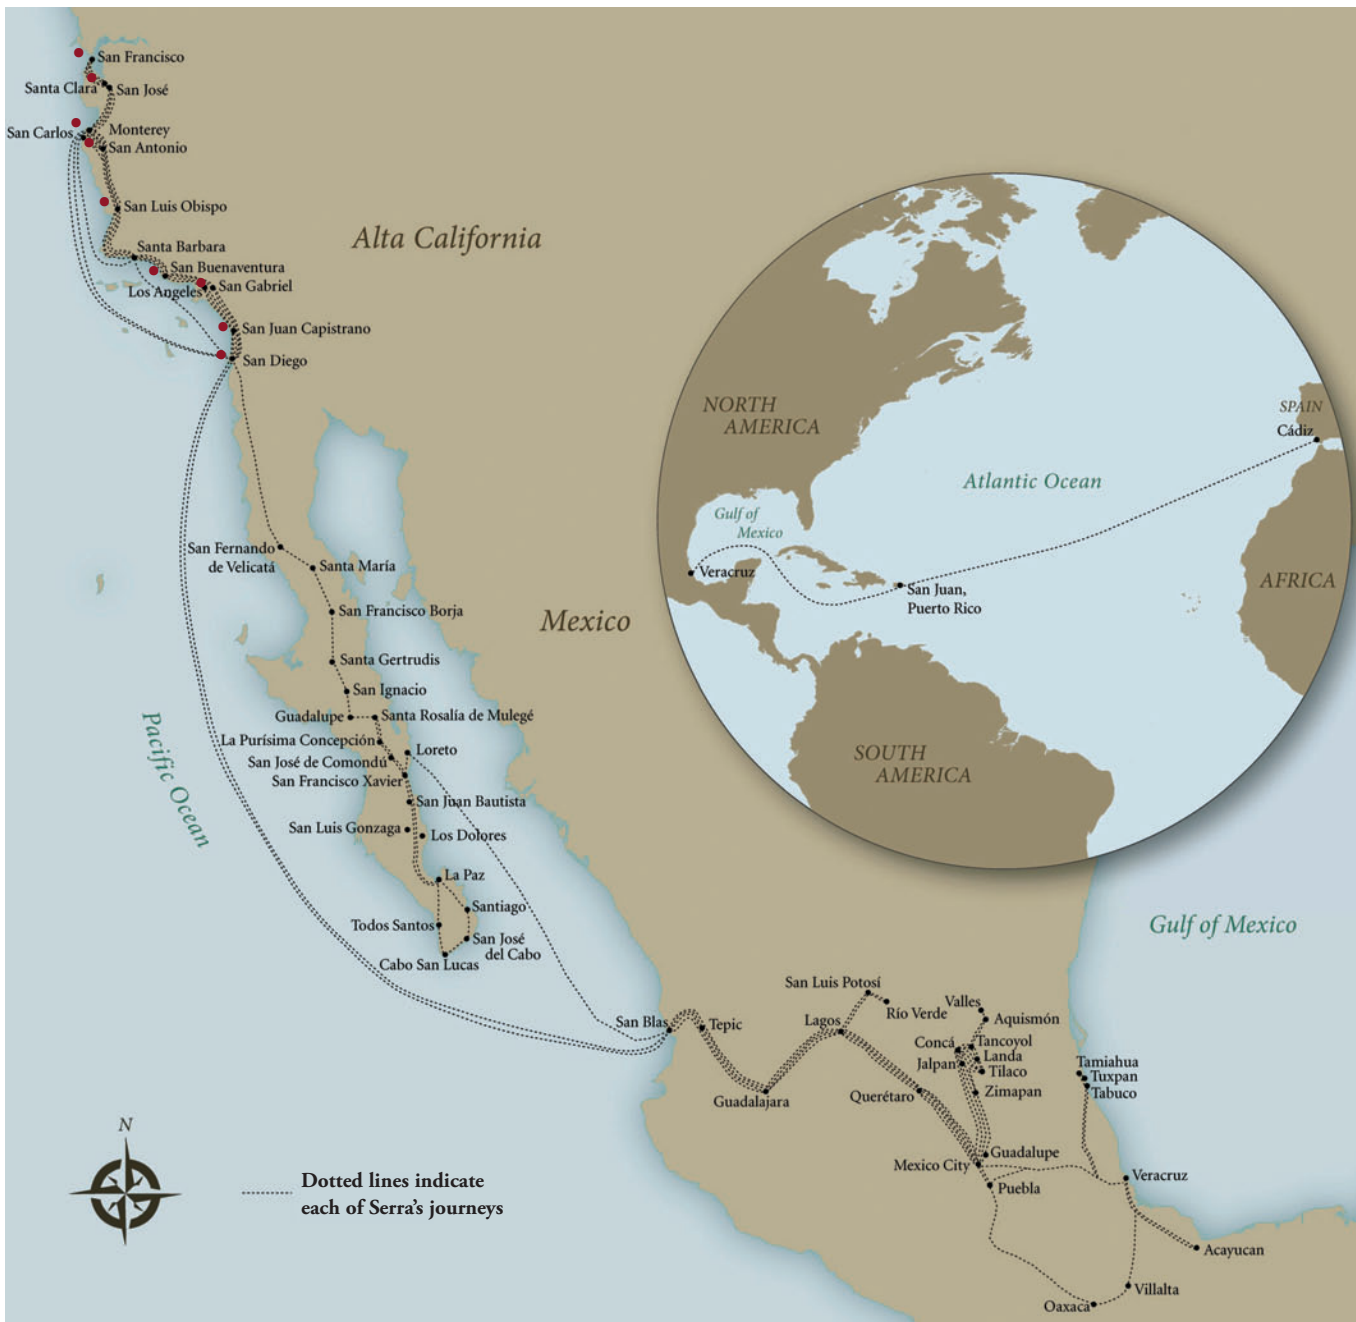 San Francisco
Santa Clara
San José
San Carlos
Monterey
San Antonio
San Luis Obispo
Alta California
Santa Barbara
San Buenaventura
Los Angeles
San Gabriel
San Juan Capistrano
San Diego
NORTH
AMERICA
SPAIN
Cádiz
Atlantic Ocean
Gulf of
Mexico
Veracruz
San Juan,
Puerto Rico
AFRICA
SOUTH
AMERICA
San Fernando
de Velicatá
Santa María
San Francisco Borja
Mexico
Santa Gertrudis
San Ignacio
Guadalupe
Santa Rosalía de Mulegé
La Purísima Concepción
Loreto
San José de Comondú
San Francisco Xavier
Pacific Ocean
San Juan Bautista
San Luis Gonzaga
Los Dolores
La Paz
Santiago
Todos Santos
San José
del Cabo
Cabo San Lucas
Gulf of Mexico
San Luis Potosí
Río Verde
Valles
Aquismón
San Blas
Tepic
Lagos
Concá
Tancoyol
Landa
Jalpan
Tilaco
Tamiahua
Tuxpan
Tabuco
Guadalajara
Querétaro
Zimapan
Guadalupe
Mexico City
Puebla
Veracruz
Acayucan
Villalta
Oaxaca
N
Dotted lines indicate
each of Serra's journeys